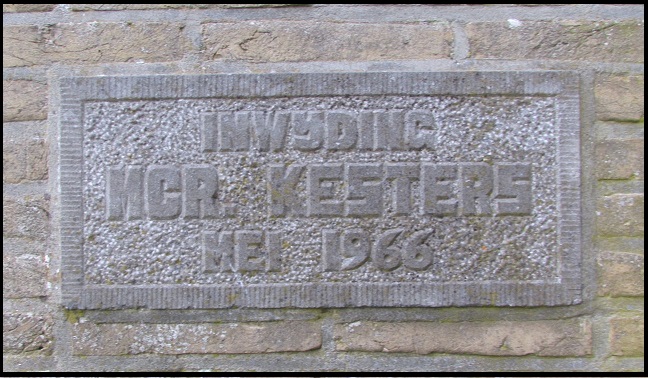 INWYDING
MGR. KESTERS
MEI 1966